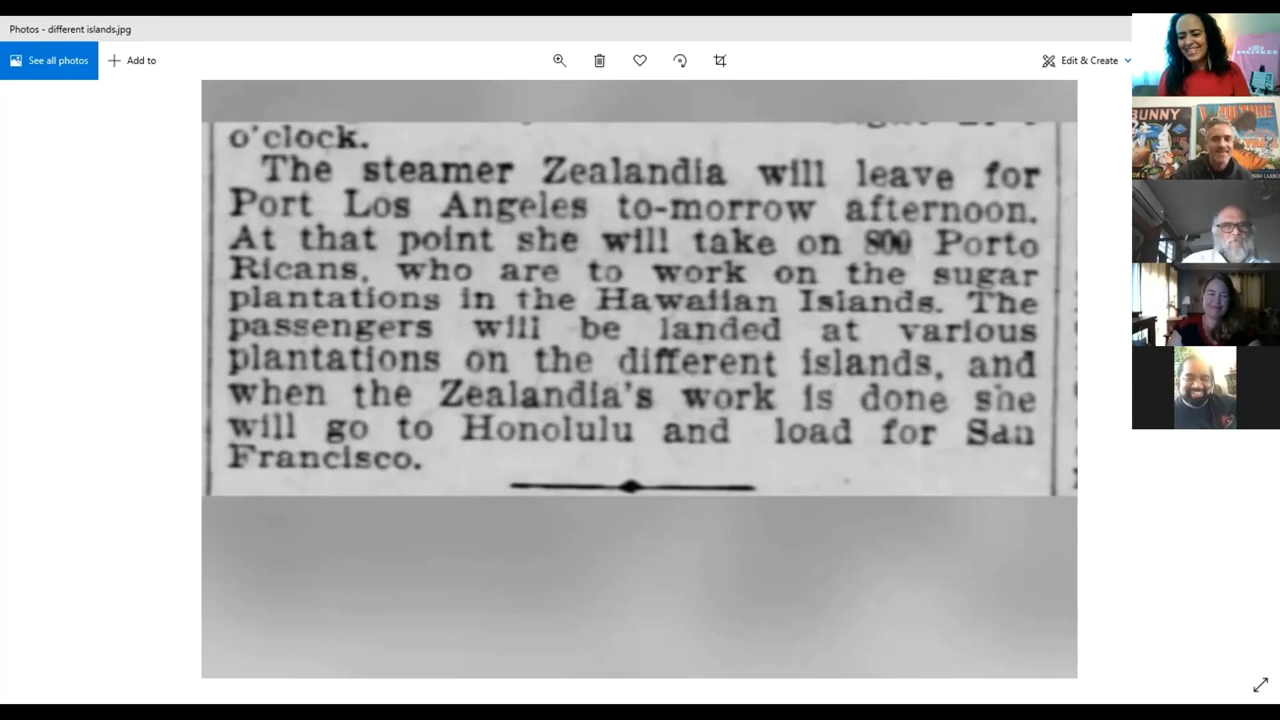 Photos - different islands.jpg
See all photos
Add to
Edit & Create
o'clock.
The steamer Zealandia will leave for
Port Los Angeles to-morrow afternoon.
At that point she will take on 800 Porto
Ricans, who are to work on the sugar
plantations in the Hawaiian Islands. The
passengers will be landed at various
plantations on the different islands, and
when the Zealandia's work is done she
will go to Honolulu and load for San
Francisco.
BUNNY